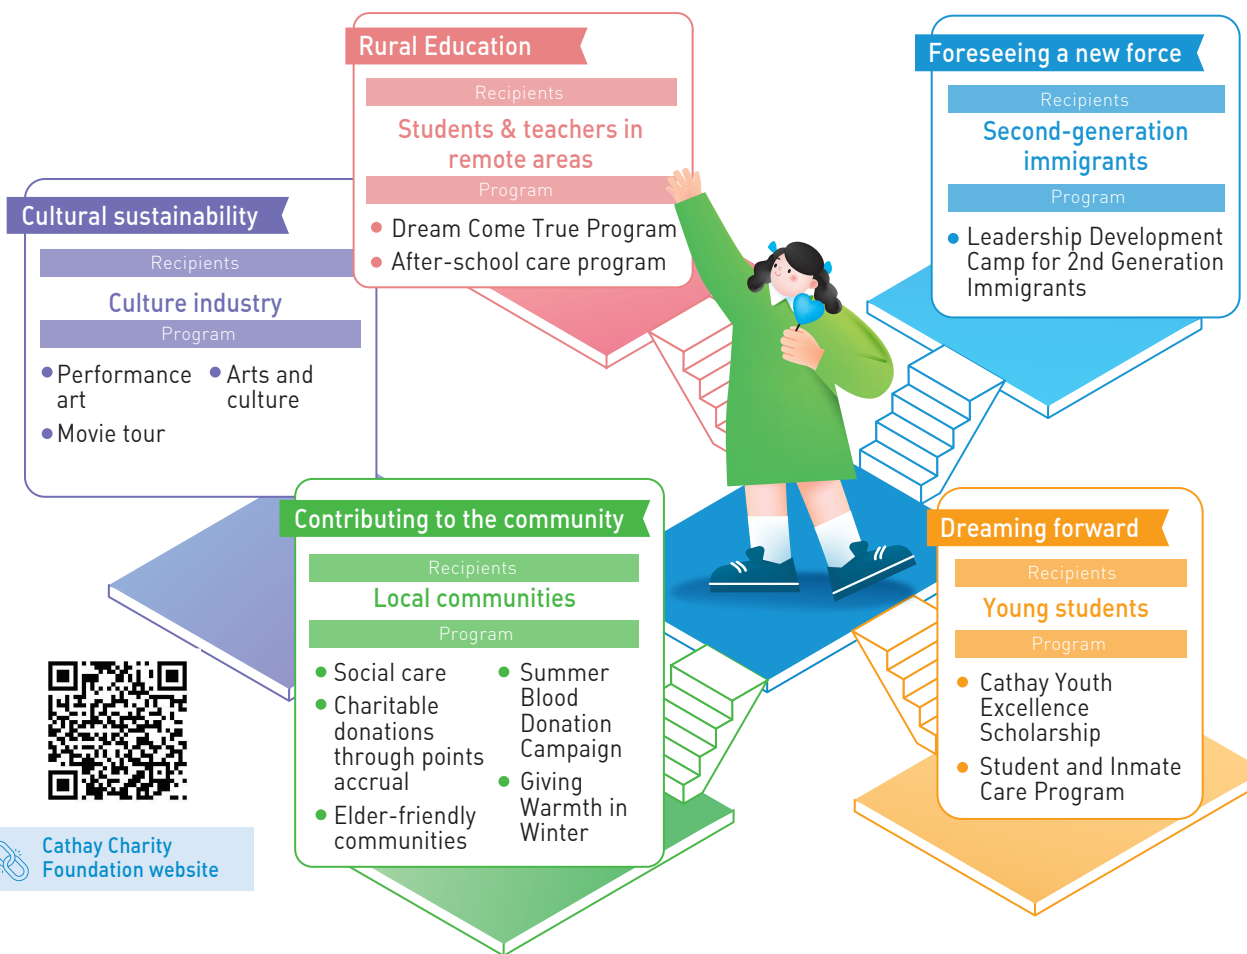 Rural Education
Recipients
Students & teachers in
remote areas
Program
Dream Come True Program
After-school care program
Foreseeing a new force
Recipients
Second-generation
immigrants
Program
Leadership Development
Camp for 2nd Generation
Immigrants
Cultural sustainability
Recipients
Culture industry
Program
Performance
art
Movie tour
Arts and
culture
Contributing to the community
Recipients
Local communities
Program
Social care
Charitable
donations
through points
accrual
Elder-friendly
communities
Summer
Blood
Donation
Campaign
Giving
Warmth in
Winter
Dreaming forward
Recipients
Young students
Program
Cathay Youth
Excellence
Scholarship
Student and Inmate
Care Program
Cathay Charity
Foundation website